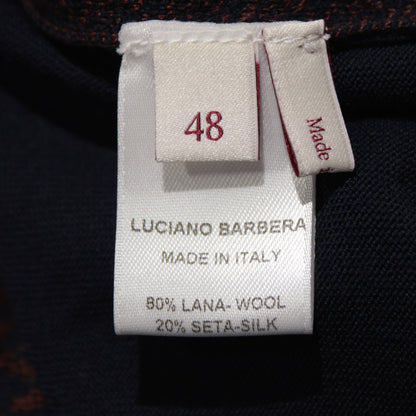 48
Made
LUCIANO BARBERA
MADE IN ITALY
80% LANA-WOOL
20% SETA-SILK